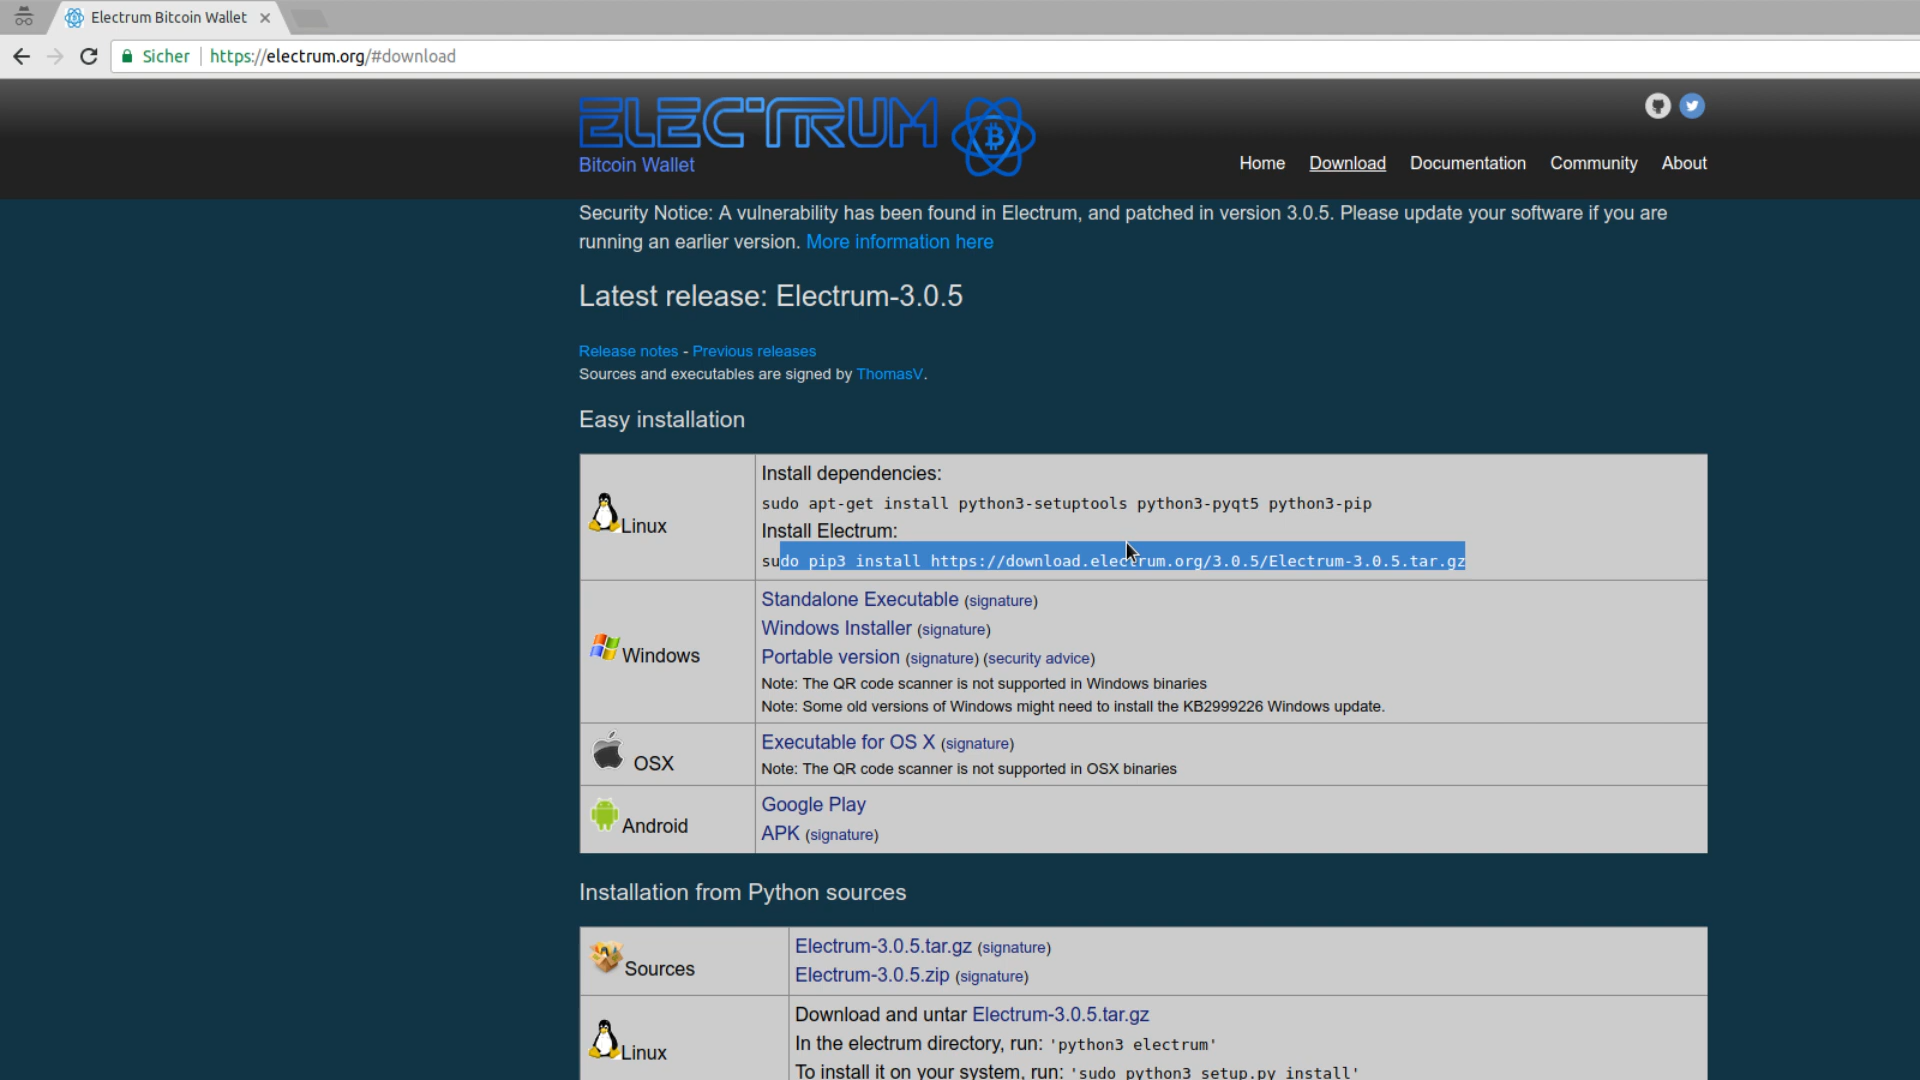 Electrum Bitcoin Wallet
Sicher https://electrum.org/#download
ELECTRUM
Bitcoin Wallet
Home Download Documentation Community About
Security Notice: A vulnerability has been found in Electrum, and patched in version 3.0.5. Please update your software if you are
running an earlier version. More information here
Latest release: Electrum-3.0.5
Release notes - Previous releases
Sources and executables are signed by ThomasV.
Easy installation
Linux
Install dependencies:
sudo apt-get install python3-setuptools python3-pyqt5 python3-pip
Install Electrum:
sudo pip3 install https://download.electrum.org/3.0.5/Electrum-3.0.5.tar.gz
Windows
Standalone Executable (signature)
Windows Installer (signature)
Portable version (signature) (security advice)
Note: The QR code scanner is not supported in Windows binaries
Note: Some old versions of Windows might need to install the KB2999226 Windows update.
OSX
Executable for OS X (signature)
Note: The QR code scanner is not supported in OSX binaries
Android
Google Play
APK (signature)
Installation from Python sources
Sources
Electrum-3.0.5.tar.gz (signature)
Electrum-3.0.5.zip (signature)
Linux
Download and untar Electrum-3.0.5.tar.gz
In the electrum directory, run: 'python3 electrum'
To install it on your system, run: 'sudo python3 setup.py install'